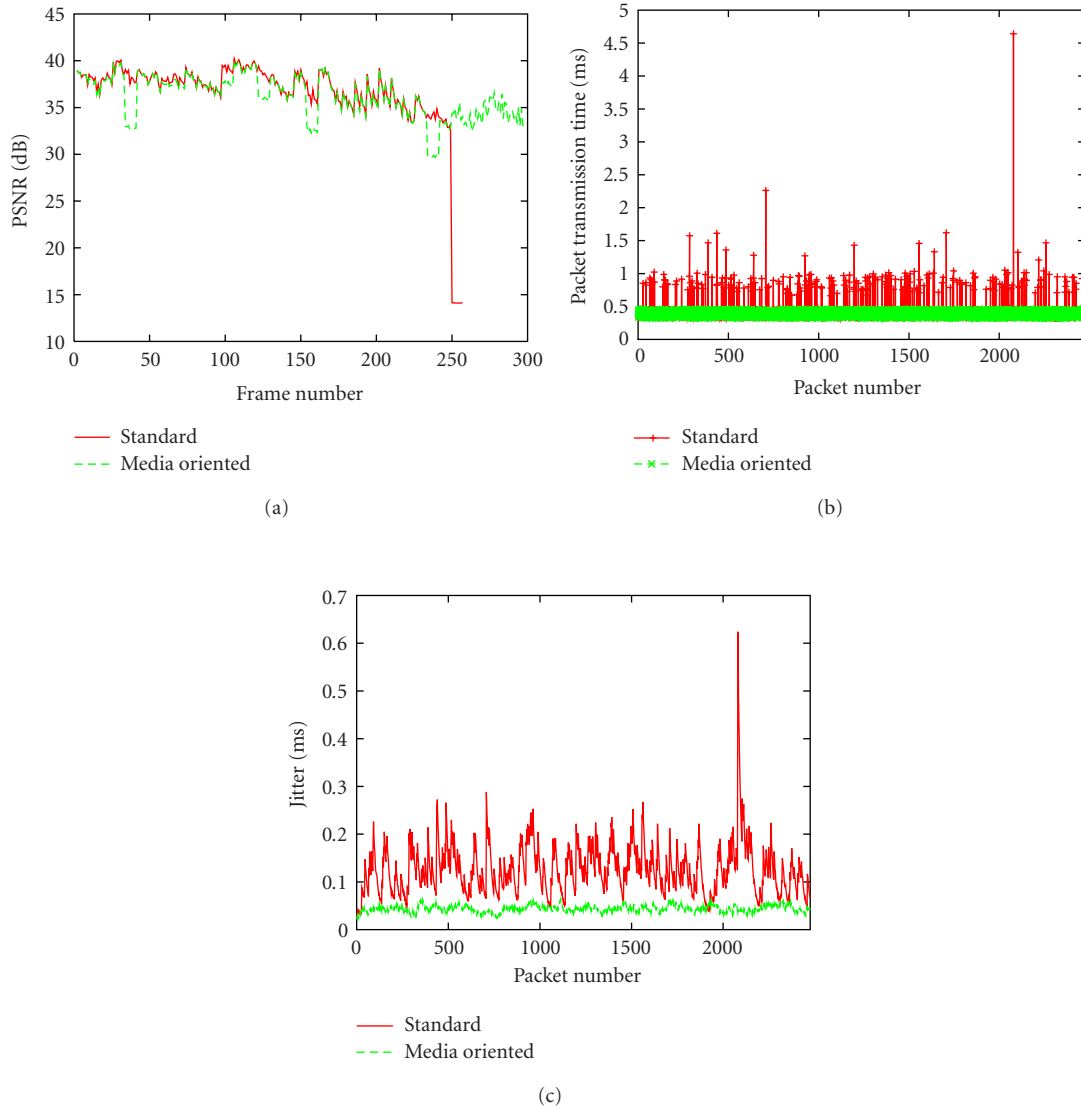 45
40
35
30
25
20
15
10
PSNR (dB)
0 50 100 150 200 250 300
Frame number
Standard
Media oriented
(a)
5
4.5
4
3.5
3
2.5
2
1.5
1
0.5
0
Packet transmission time (ms)
0 500 1000 1500 2000
Packet number
Standard
Media oriented
(b)
0.7
0.6
0.5
0.4
0.3
0.2
0.1
0
Jitter (ms)
0 500 1000 1500 2000
Packet number
Standard
Media oriented
(c)